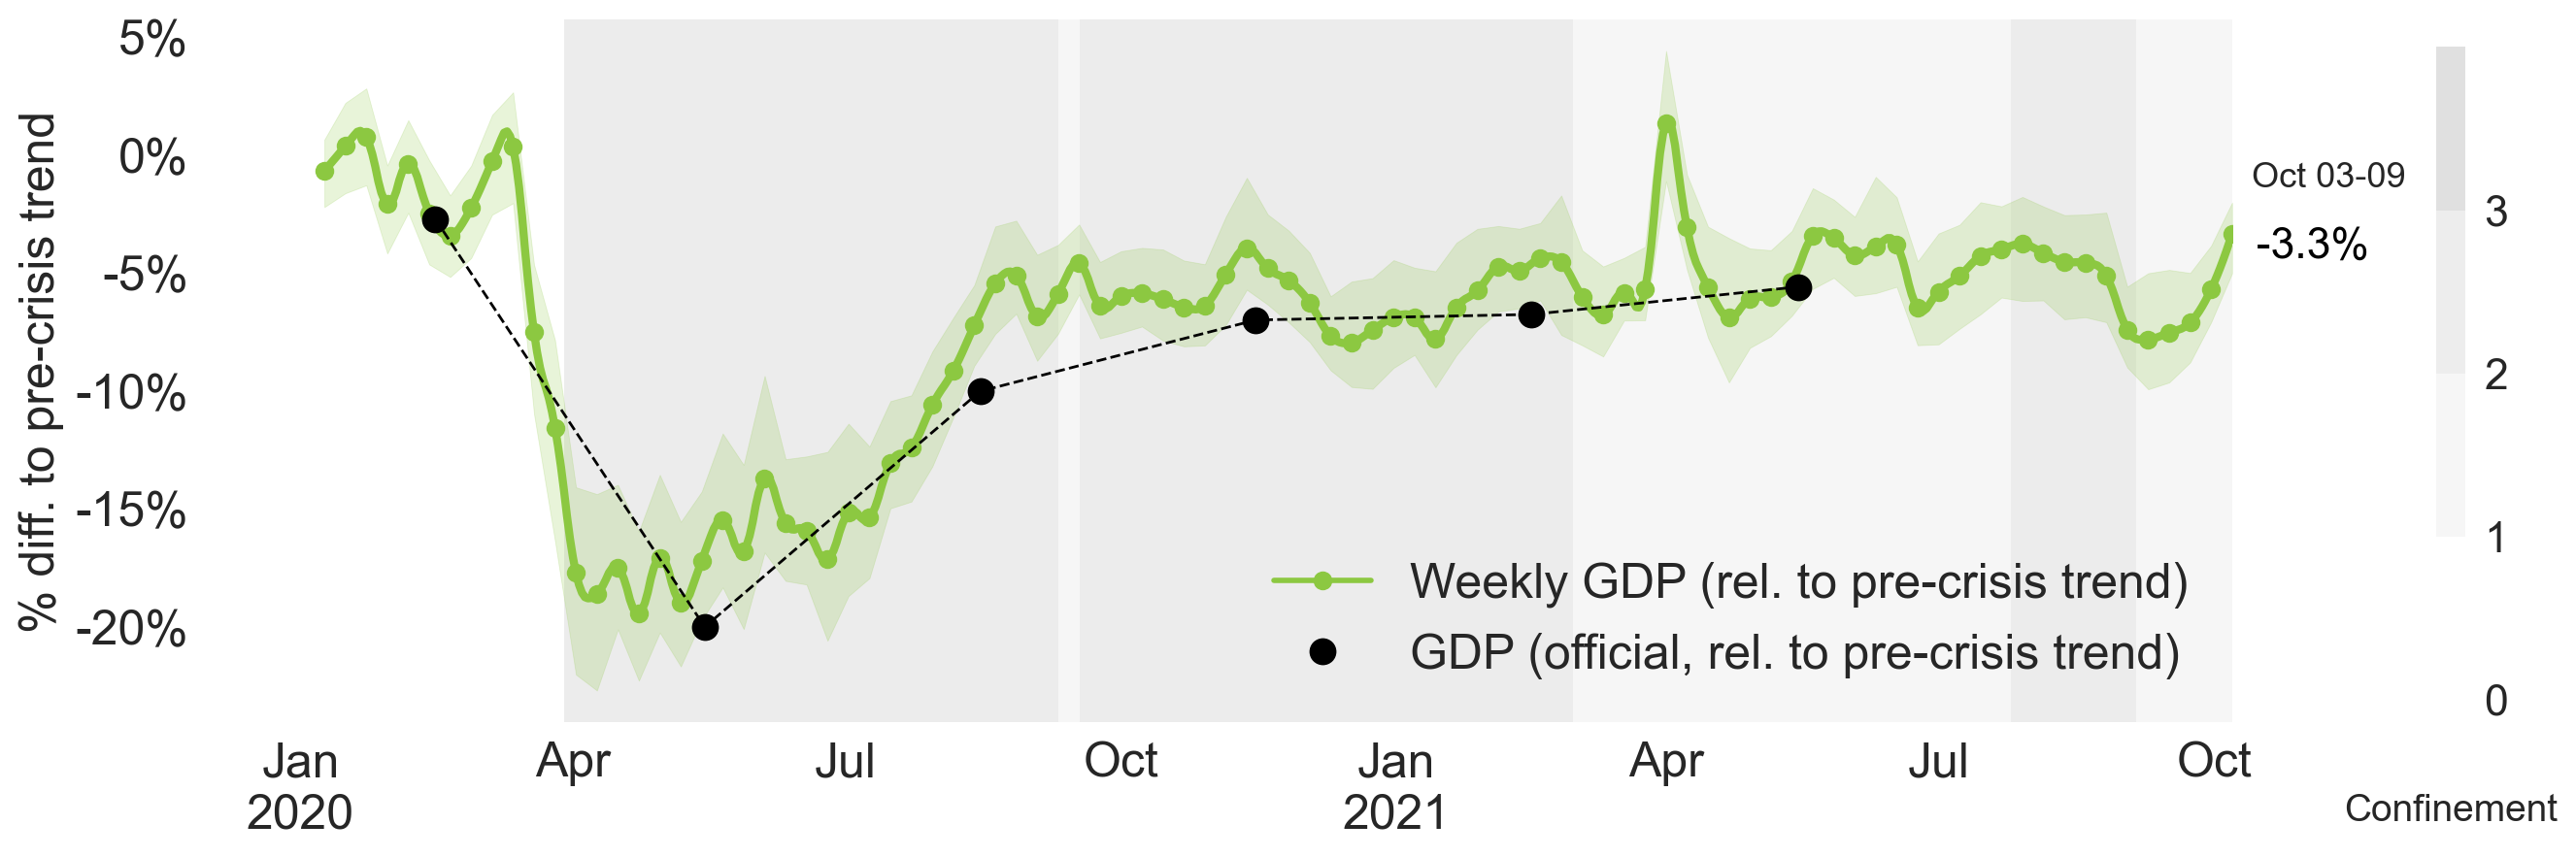 % diff. to pre-crisis trend
5%
0%
-5%
-10%
-15%
-20%
Jan
2020
Apr
Jul
Oct
Jan
2021
Apr
Jul
Oct
Weekly GDP (rel. to pre-crisis trend)
GDP (official, rel. to pre-crisis trend)
Oct 03-09
-3.3%
3
2
1
0
Confinement